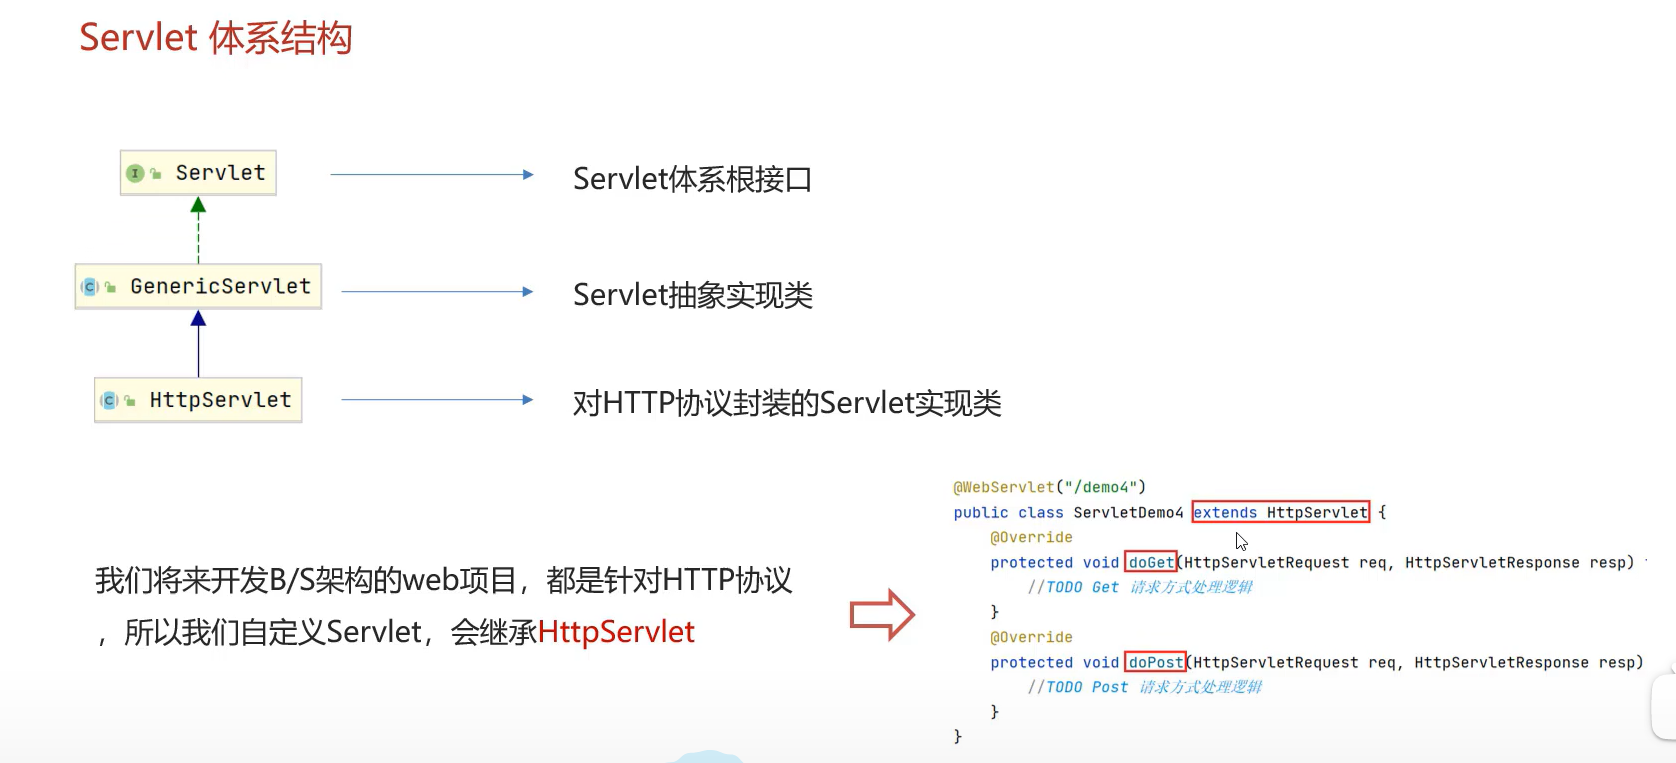 Servlet 体系结构
Servlet
Servlet体系根接口
GenericServlet
Servlet抽象实现类
HttpServlet
对HTTP协议封装的Servlet实现类
我们将来开发B/S架构的web项目，都是针对HTTP协议
，所以我们自定义Servlet，会继承HttpServlet
@WebServlet("/demo4")
public class ServletDemo4 extends HttpServlet {
@Override
protected void doGet(HttpServletRequest req, HttpServletResponse resp)
//TODO Get 请求方式处理逻辑
}
@Override
protected void doPost(HttpServletRequest req, HttpServletResponse resp)
//TODO Post 请求方式处理逻辑
}
}